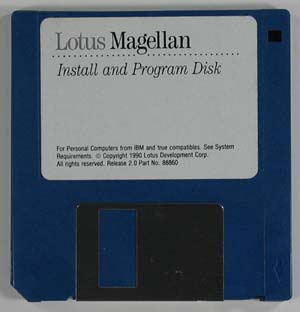 Lotus Magellan
Install and Program Disk
For Personal Computers from IBM and true compatibles. See System
Requirements. © Copyright 1990 Lotus Development Corp.
All rights reserved. Release 2.0 Part No. 88860